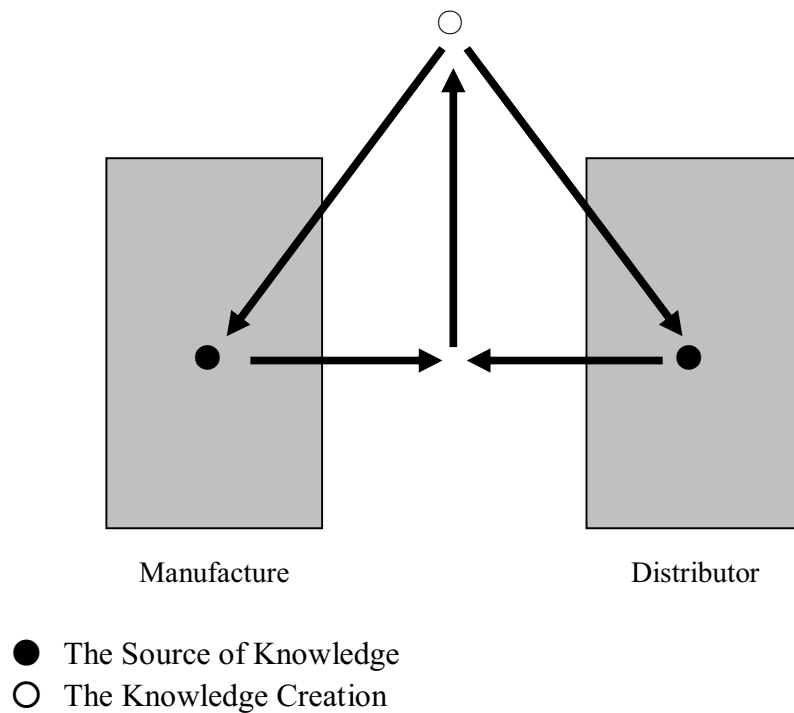 Manufacture
Distributor
The Source of Knowledge
The Knowledge Creation